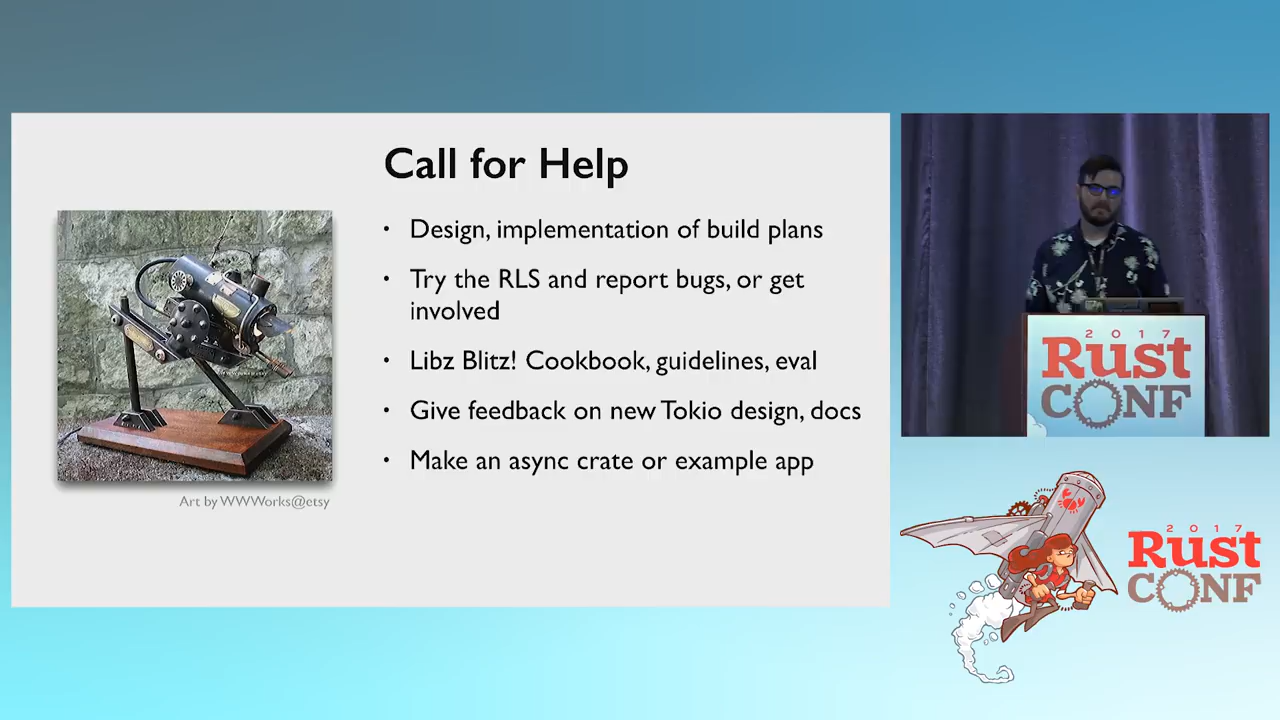 Call for Help
• Design, implementation of build plans
• Try the RLS and report bugs, or get
involved
• Libz Blitz! Cookbook, guidelines, eval
• Give feedback on new Tokio design, docs
• Make an async crate or example app
Art by WWWorks@etsy
2017
Rust
CONF
2017
Rust
CONF